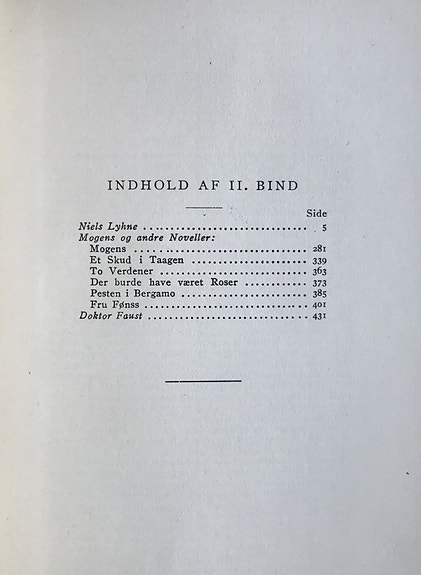 INDHOLD AF II. BIND
Side
Niels Lyhne .............................. 5
Mogens og andre Noveller:
Mogens .............................. 281
Et Skud i Taagen .................... 339
To Verdener ......................... 363
Der burde have været Roser ............ 373
Pesten i Bergamo ...................... 385
Fru Fønss ............................. 401
Doktor Faust ............................ 431